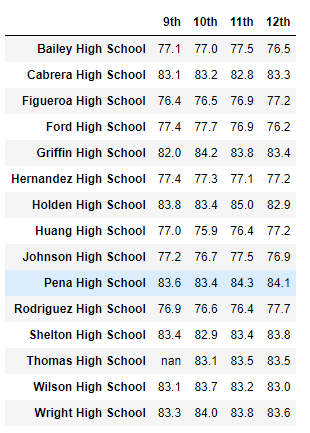 9th 10th 11th 12th
Bailey High School 77.1 77.0 77.5 76.5
Cabrera High School 83.1 83.2 82.8 83.3
Figueroa High School 76.4 76.5 76.9 77.2
Ford High School 77.4 77.7 76.9 76.2
Griffin High School 82.0 84.2 83.8 83.4
Hernandez High School 77.4 77.3 77.1 77.2
Holden High School 83.8 83.4 85.0 82.9
Huang High School 77.0 75.9 76.4 77.2
Johnson High School 77.2 76.7 77.5 76.9
Pena High School 83.6 83.4 84.3 84.1
Rodriguez High School 76.9 76.6 76.4 77.7
Shelton High School 83.4 82.9 83.4 83.8
Thomas High School nan 83.1 83.5 83.5
Wilson High School 83.1 83.7 83.2 83.0
Wright High School 83.3 84.0 83.8 83.6